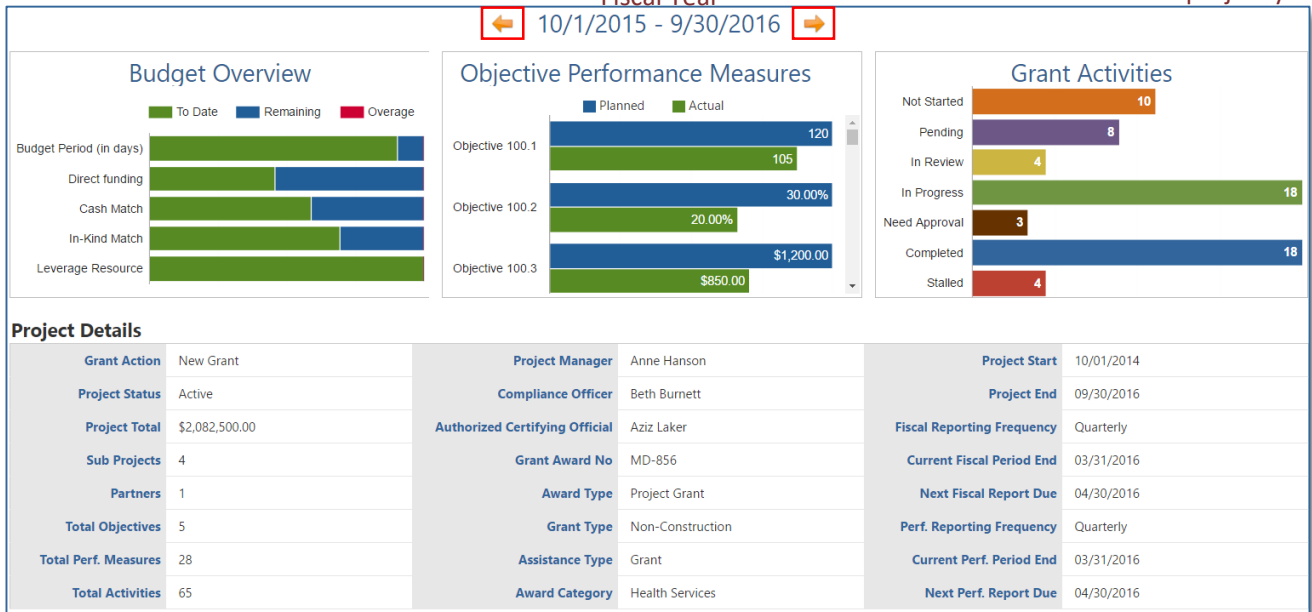 Fiscal Year
10/1/2015 - 9/30/2016
Budget Overview
To Date Remaining Overage
Budget Period (in days)
Direct funding
Cash Match
In-Kind Match
Leverage Resource
Objective Performance Measures
Planned Actual
Objective 100.1 120
105
Objective 100.2 30.00%
20.00%
Objective 100.3 $1,200.00
$850.00
Grant Activities
Not Started 10
Pending 8
In Review 4
In Progress 18
Need Approval 3
Completed 18
Stalled 4
Project Details
Grant Action New Grant Project Manager Anne Hanson Project Start 10/01/2014
Project Status Active Compliance Officer Beth Burnett Project End 09/30/2016
Project Total $2,082,500.00 Authorized Certifying Official Aziz Laker Fiscal Reporting Frequency Quarterly
Sub Projects 4 Grant Award No MD-856 Current Fiscal Period End 03/31/2016
Partners 1 Award Type Project Grant Next Fiscal Report Due 04/30/2016
Total Objectives 5 Grant Type Non-Construction Perf. Reporting Frequency Quarterly
Total Perf. Measures 28 Assistance Type Grant Current Perf. Period End 03/31/2016
Total Activities 65 Award Category Health Services Next Perf. Report Due 04/30/2016